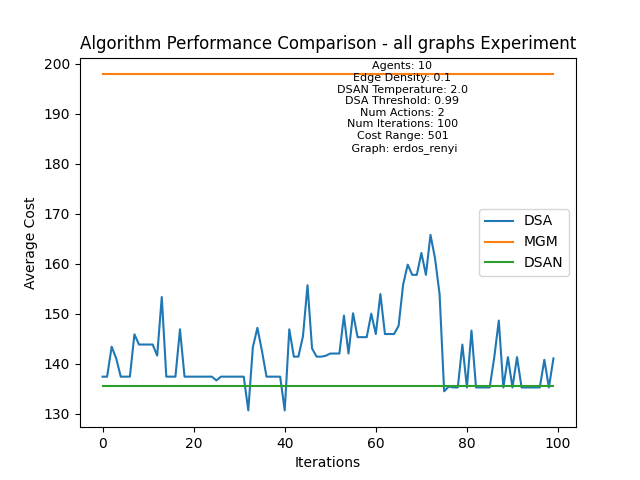 Algorithm Performance Comparison - all graphs Experiment
Agents: 10
Edge Density: 0.1
DSAN Temperature: 2.0
DSA Threshold: 0.99
Num Actions: 2
Num Iterations: 100
Cost Range: 501
Graph: erdos_renyi
200
190
180
170
160
150
140
130
Average Cost
DSA
MGM
DSAN
0 20 40 60 80 100
Iterations